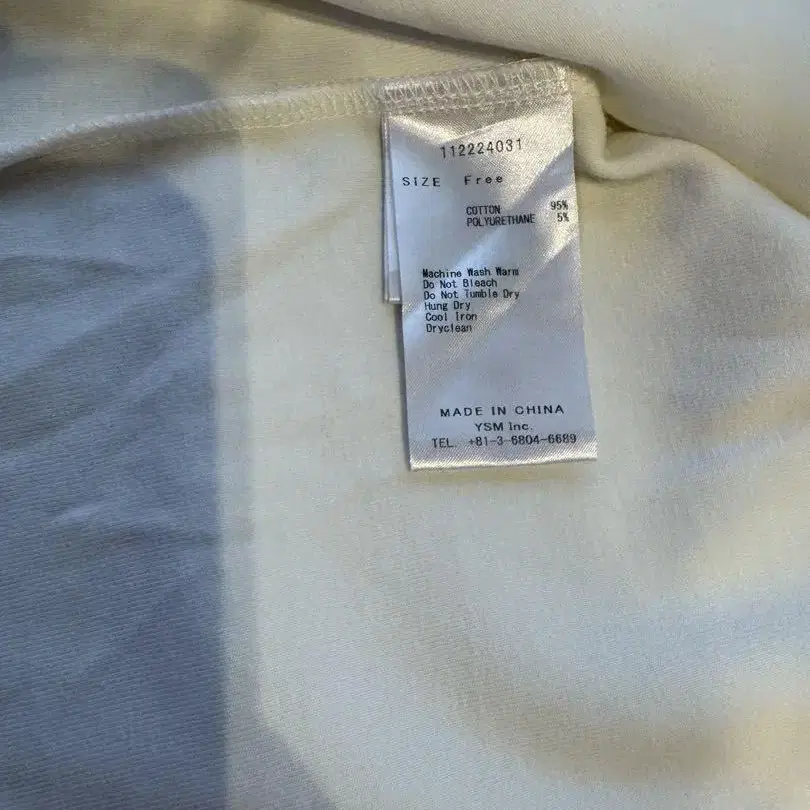 112224031
SIZE Free
COTTON 95%
POLYURETHANE 5%
Machine Wash Warm
Do Not Bleach
Do Not Tumble Dry
Hung Dry
Cool Iron
Dryclean
MADE IN CHINA
YSM Inc.
TEL. +81-3-6804-6689